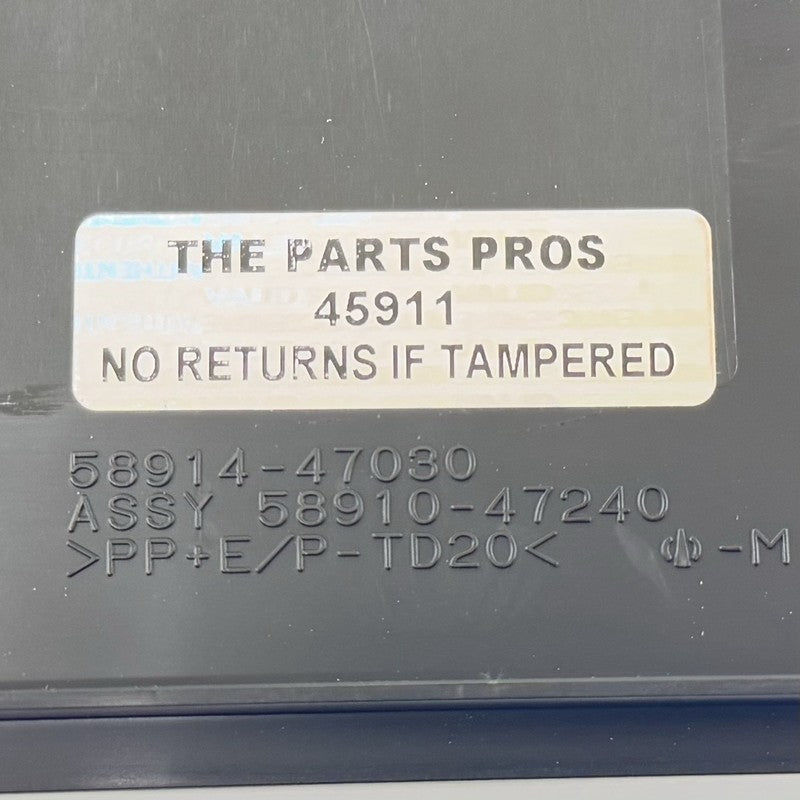 THE PARTS PROS
45911
NO RETURNS IF TAMPERED
58914-47030
ASSY 58910-47240
>PP+E/P-TD20< -M